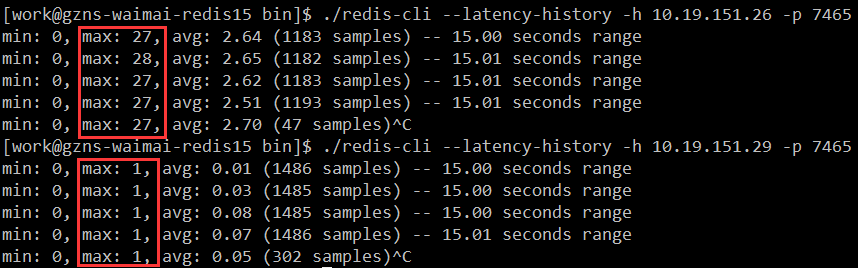 [work@gzns-waimai-redis15 bin]$ ./redis-cli --latency-history -h 10.19.151.26 -p 7465
min: 0, max: 27, avg: 2.64 (1183 samples) -- 15.00 seconds range
min: 0, max: 28, avg: 2.65 (1182 samples) -- 15.01 seconds range
min: 0, max: 27, avg: 2.62 (1183 samples) -- 15.01 seconds range
min: 0, max: 27, avg: 2.51 (1193 samples) -- 15.01 seconds range
min: 0, max: 27, avg: 2.70 (47 samples)^C
[work@gzns-waimai-redis15 bin]$ ./redis-cli --latency-history -h 10.19.151.29 -p 7465
min: 0, max: 1, avg: 0.01 (1486 samples) -- 15.00 seconds range
min: 0, max: 1, avg: 0.03 (1485 samples) -- 15.00 seconds range
min: 0, max: 1, avg: 0.08 (1485 samples) -- 15.00 seconds range
min: 0, max: 1, avg: 0.07 (1486 samples) -- 15.01 seconds range
min: 0, max: 1, avg: 0.05 (302 samples)^C